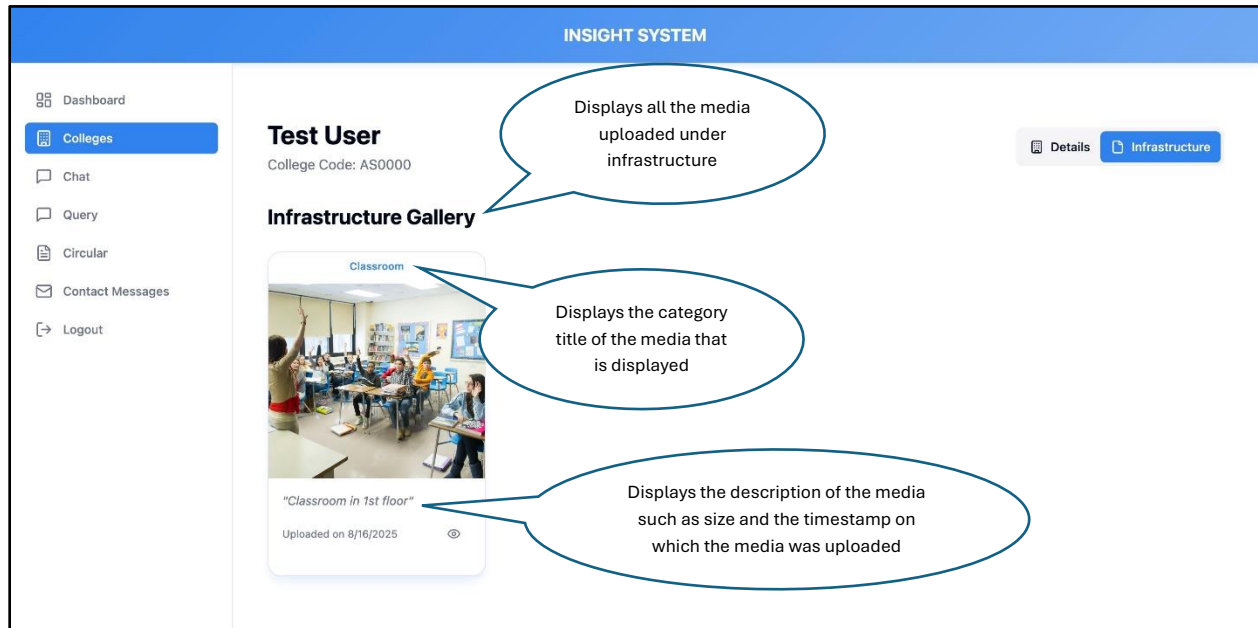 INSIGHT SYSTEM
Dashboard
Colleges
Chat
Query
Circular
Contact Messages
Logout
Test User
College Code: AS0000
Displays all the media
uploaded under
infrastructure
Details
Infrastructure
Infrastructure Gallery
Classroom
Displays the category
title of the media that
is displayed
"Classroom in 1st floor"
Uploaded on 8/16/2025
Displays the description of the media
such as size and the timestamp on
which the media was uploaded